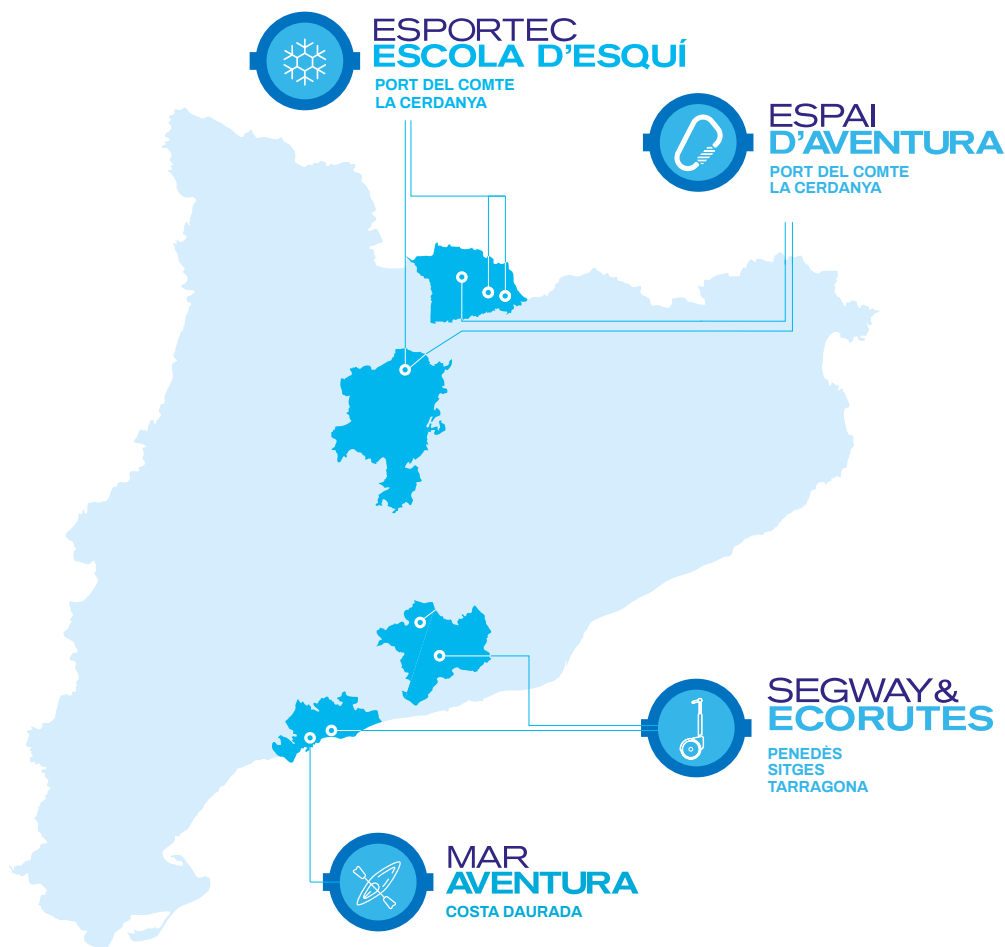 ESPORTEC
ESCOLA D'ESQUÍ
PORT DEL COMTE
LA CERDANYA
ESPAI
D'AVENTURA
PORT DEL COMTE
LA CERDANYA
SEGWAY&
ECORUTES
PENEDÈS
SITGES
TARRAGONA
MAR
AVENTURA
COSTA DAURADA